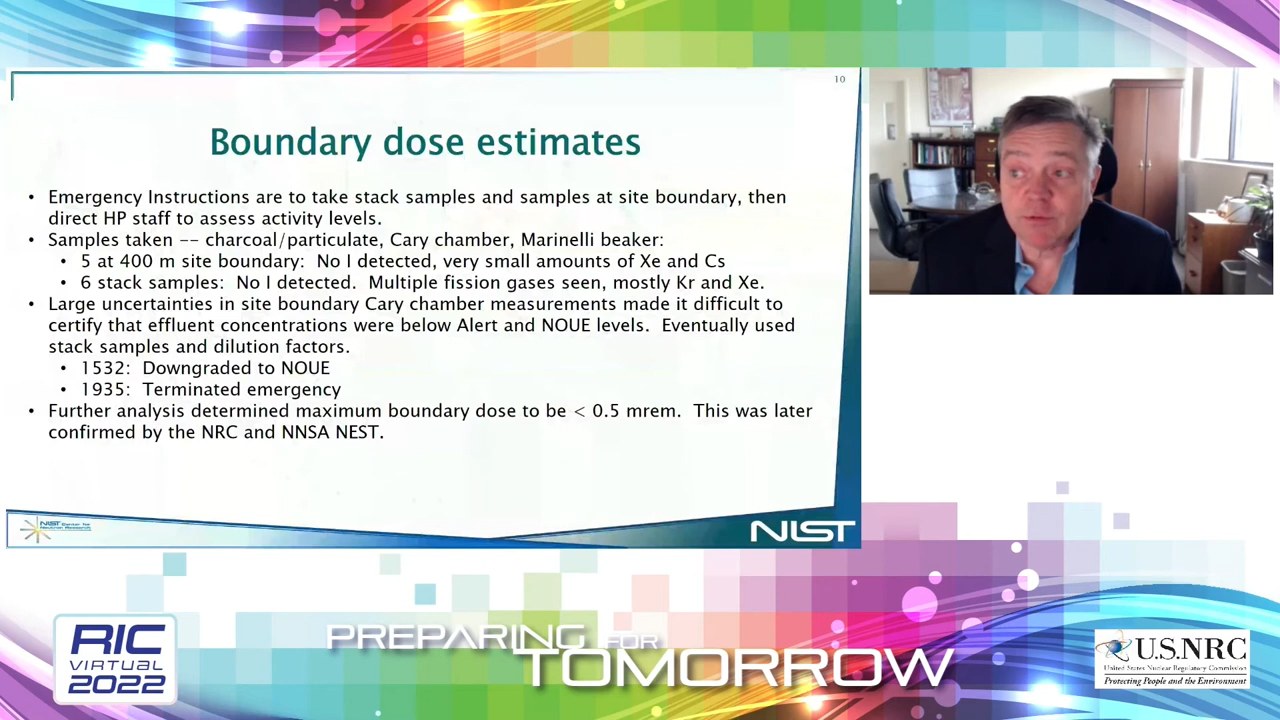 10
Boundary dose estimates
• Emergency Instructions are to take stack samples and samples at site boundary, then
direct HP staff to assess activity levels.
• Samples taken -- charcoal/particulate, Cary chamber, Marinelli beaker:
• 5 at 400 m site boundary: No I detected, very small amounts of Xe and Cs
• 6 stack samples: No I detected. Multiple fission gases seen, mostly Kr and Xe.
• Large uncertainties in site boundary Cary chamber measurements made it difficult to
certify that effluent concentrations were below Alert and NOUE levels. Eventually used
stack samples and dilution factors.
• 1532: Downgraded to NOUE
• 1935: Terminated emergency
• Further analysis determined maximum boundary dose to be < 0.5 mrem. This was later
confirmed by the NRC and NNSA NEST.
NIST Center for
Neutron Research
NIST
RIC
VIRTUAL
2022
PREPARING FOR
TOMORROW
U.S.NRC
United States Nuclear Regulatory Commission
Protecting People and the Environment